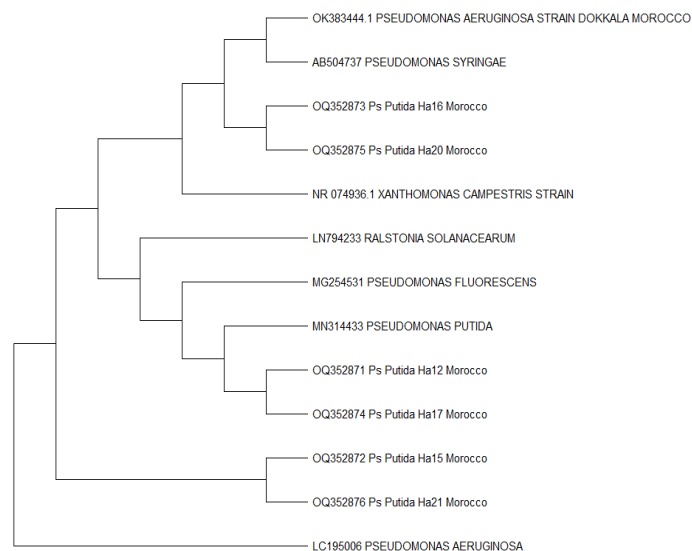 OK383444.1 PSEUDOMONAS AERUGINOSA STRAIN DOKKALA MOROCCO
AB504737 PSEUDOMONAS SYRINGAE
OQ352873 Ps Putida Ha16 Morocco
OQ352875 Ps Putida Ha20 Morocco
NR 074936.1 XANTHOMONAS CAMPESTRIS STRAIN
LN794233 RALSTONIA SOLANACEARUM
MG254531 PSEUDOMONAS FLUORESCENS
MN314433 PSEUDOMONAS PUTIDA
OQ352871 Ps Putida Ha12 Morocco
OQ352874 Ps Putida Ha17 Morocco
OQ352872 Ps Putida Ha15 Morocco
OQ352876 Ps Putida Ha21 Morocco
LC195006 PSEUDOMONAS AERUGINOSA